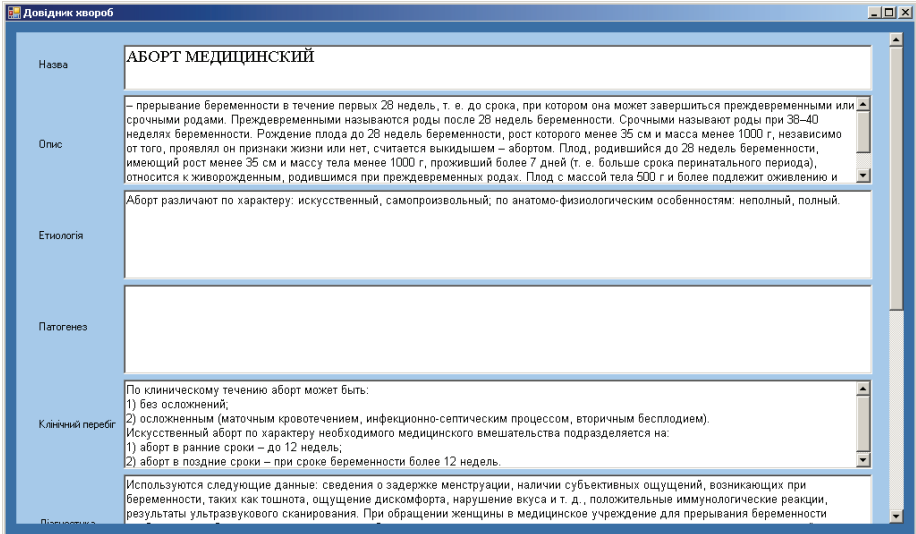 Довідник хвороб
Назва
АБОРТ МЕДИЦИНСКИЙ
Опис
– прерывание беременности в течение первых 28 недель, т. е. до срока, при котором она может завершиться преждевременными или
срочными родами. Преждевременными называются роды после 28 недель беременности. Срочными называют роды при 38–40
неделях беременности. Рождение плода до 28 недель беременности, рост которого менее 35 см и масса менее 1000 г, независимо
от того, проявлял он признаки жизни или нет, считается выкидышем – абортом. Плод, родившийся до 28 недель беременности,
имеющий рост менее 35 см и массу тела менее 1000 г, проживший более 7 дней (т. е. больше срока перинатального периода),
относится к живорожденным, родившимся при преждевременных родах. Плод с массой тела 500 г и более подлежит оживлению и
Етиологія
Аборт различают по характеру: искусственный, самопроизвольный; по анатомо-физиологическим особенностям: неполный, полный.
Патогенез
Клінічний перебіг
По клиническому течению аборт может быть:
1) без осложнений;
2) осложненным (маточным кровотечением, инфекционно-септическим процессом, вторичным бесплодием).
Искусственный аборт по характеру необходимого медицинского вмешательства подразделяется на:
1) аборт в ранние сроки – до 12 недель;
2) аборт в поздние сроки – при сроке беременности более 12 недель.
Діагностика
Используются следующие данные: сведения о задержке менструации, наличии субъективных ощущений, возникающих при
беременности, таких как тошнота, ощущение дискомфорта, нарушение вкуса и т. д., положительные иммунологические реакции,
результаты ультразвукового сканирования. При обращении женщины в медицинское учреждение для прерывания беременности